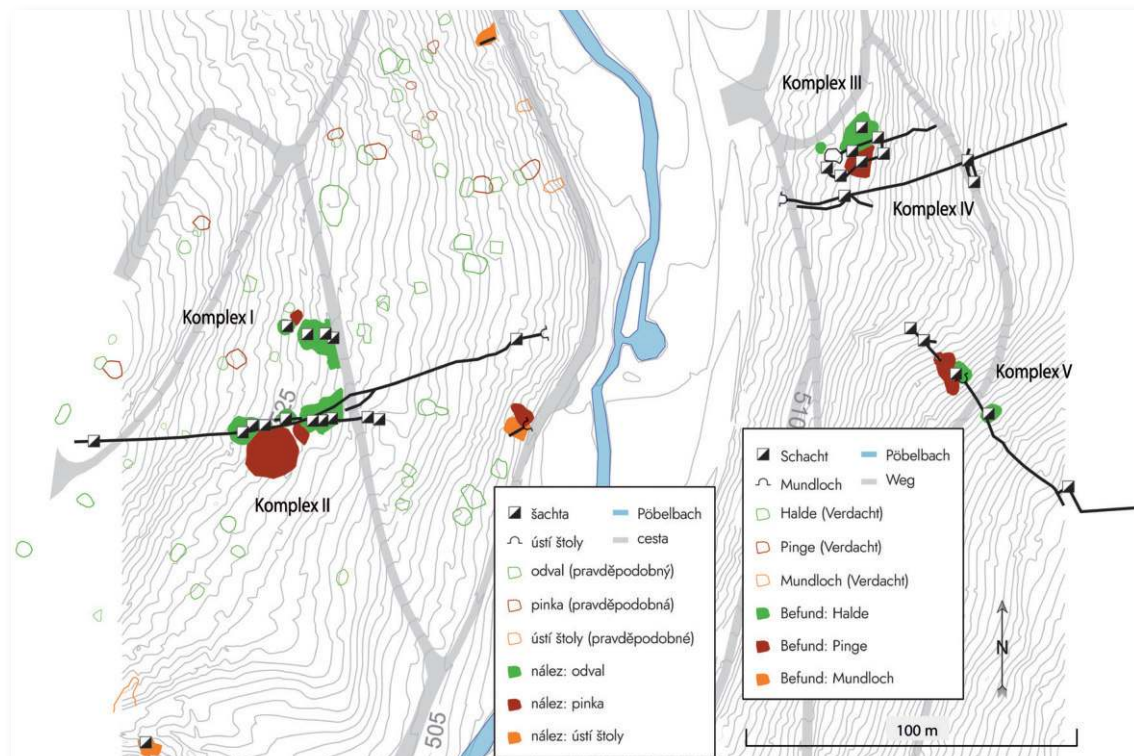 Komplex III
Komplex IV
Komplex I
525
Komplex II
Komplex V
510
505
šachta
ústí štoly
odval (pravděpodobný)
pinka (pravděpodobná)
ústí štoly (pravděpodobné)
nález: odval
nález: pinka
nález: ústí štoly
Pöbelbach
cesta
Schacht
Mundloch
Halde (Verdacht)
Pinge (Verdacht)
Mundloch (Verdacht)
Befund: Halde
Befund: Pinge
Befund: Mundloch
Pöbelbach
Weg
N
100 m